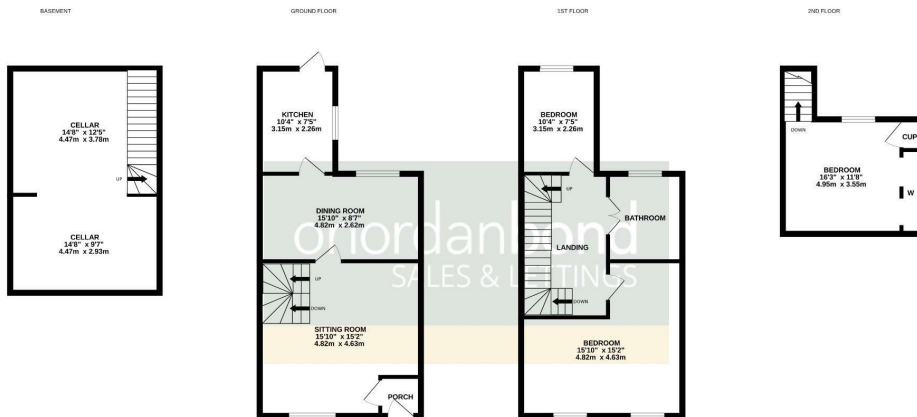 BASEMENT
GROUND FLOOR
1ST FLOOR
2ND FLOOR
CELLAR
14'8" x 12'5"
4.47m x 3.78m
UP
CELLAR
14'8" x 9'7"
4.47m x 2.93m
KITCHEN
10'4" x 7'5"
3.15m x 2.26m
DINING ROOM
15'10" x 8'7"
4.82m x 2.62m
UP
DOWN
SITTING ROOM
15'10" x 15'2"
4.82m x 4.63m
PORCH
BEDROOM
10'4" x 7'5"
3.15m x 2.26m
UP
BATHROOM
LANDING
DOWN
BEDROOM
15'10" x 15'2"
4.82m x 4.63m
DOWN
CUP
BEDROOM
16'3" x 11'8"
4.95m x 3.55m
W
SALES & LETTINGS